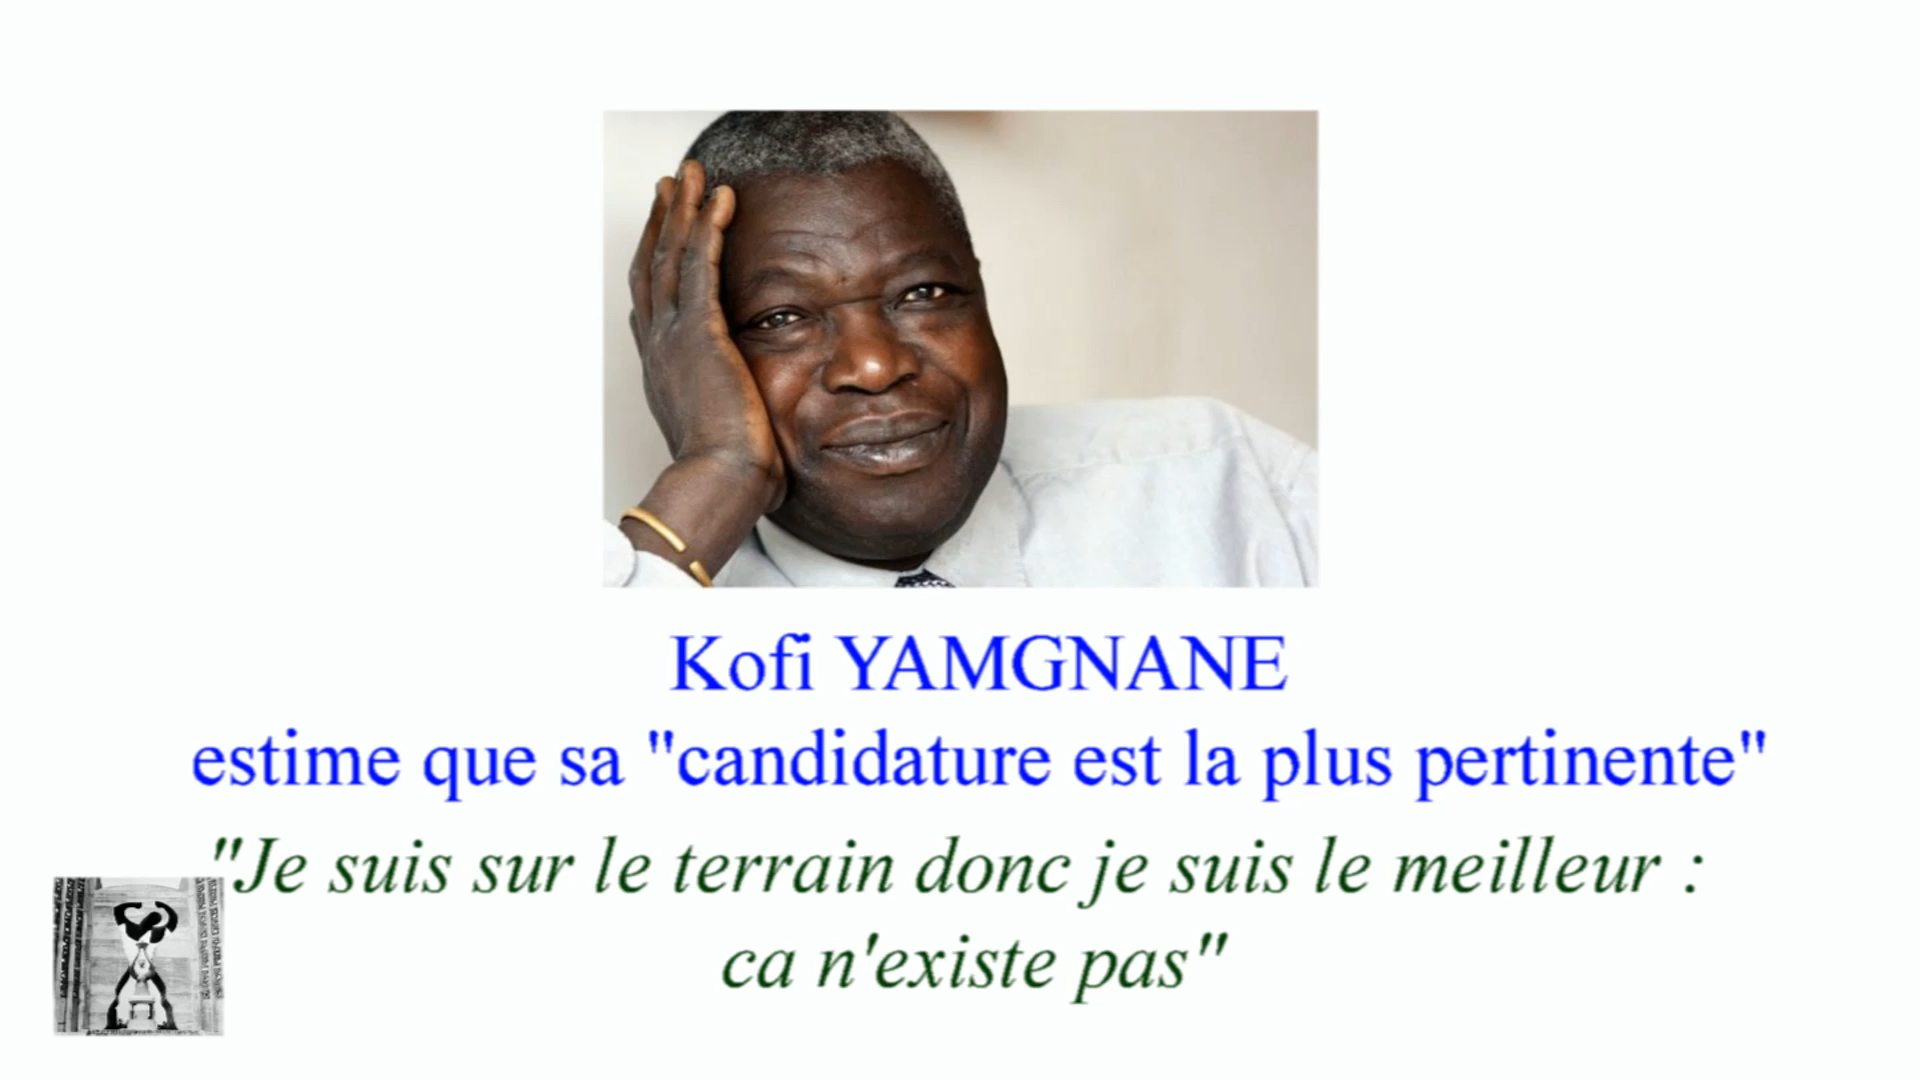 Kofi YAMGNANE
estime que sa "candidature est la plus pertinente"
"Je suis sur le terrain donc je suis le meilleur :
ca n'existe pas"